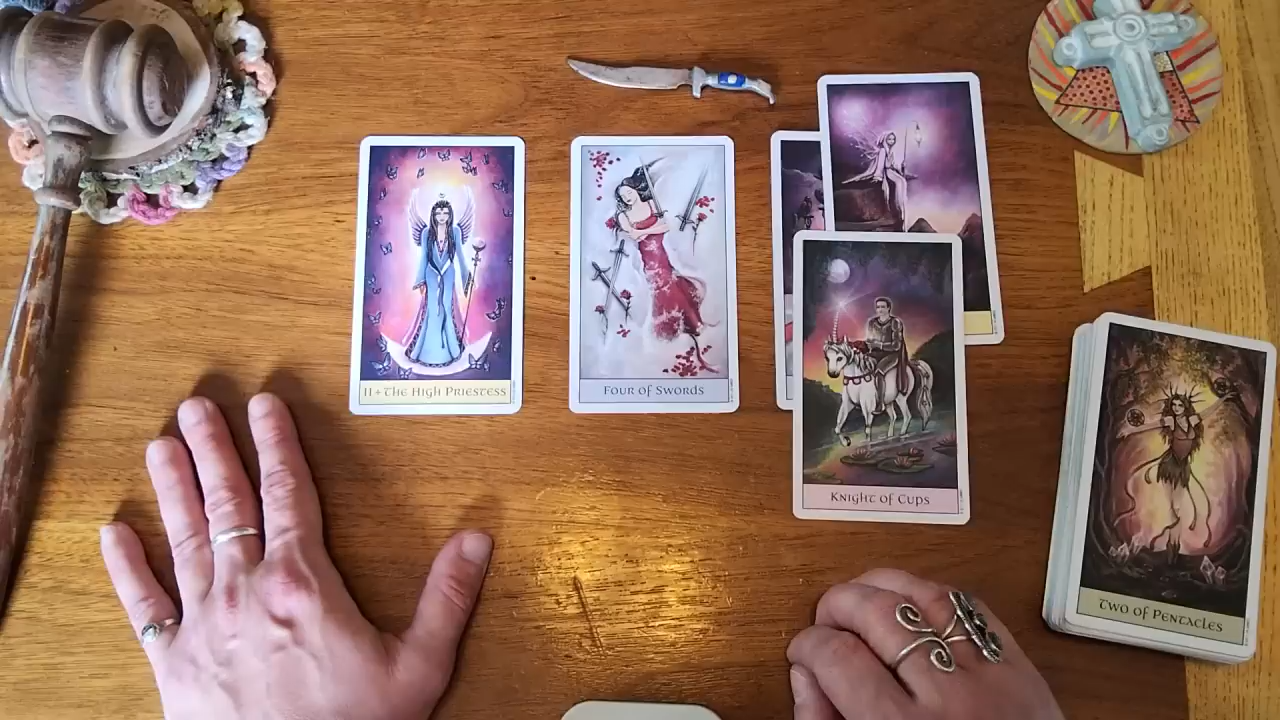 II + The High Priestess
Four of Swords
Knight of Cups
Two of Pentacles